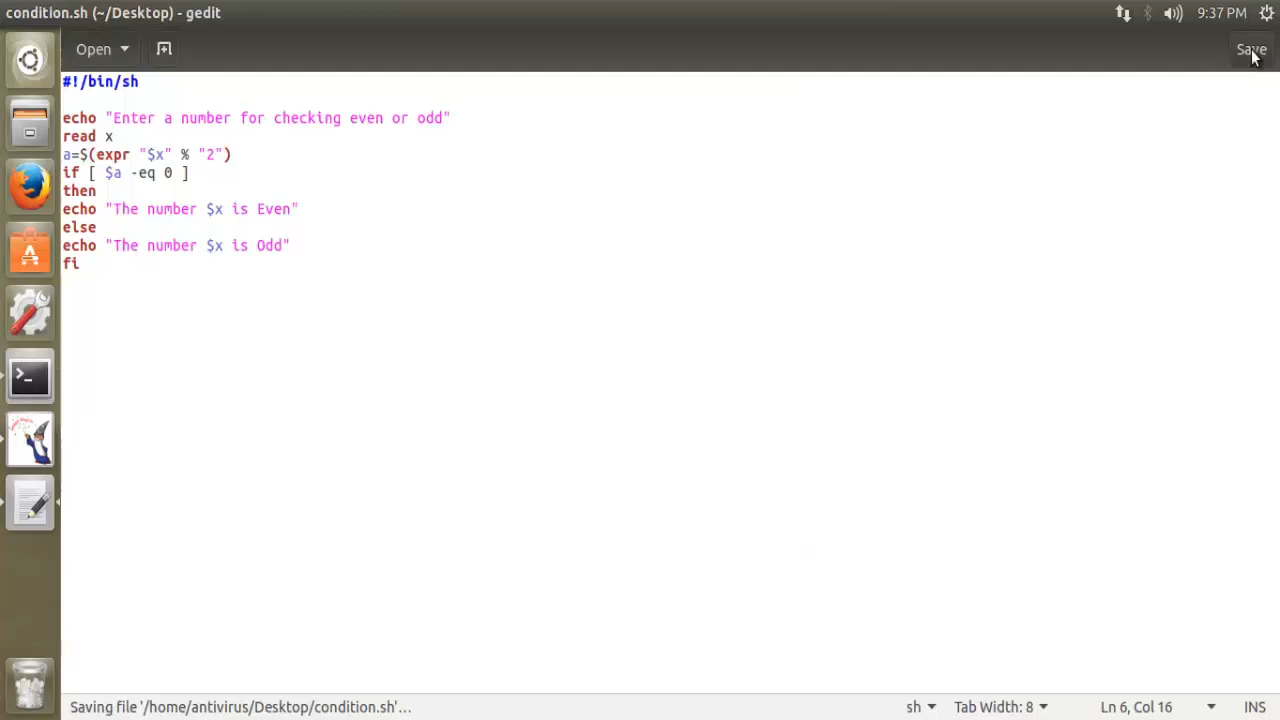 condition.sh (~/Desktop) - gedit
9:37 PM
Open
Save
#!/bin/sh
echo "Enter a number for checking even or odd"
read x
a=$(expr "$x" % "2")
if [ $a -eq 0 ]
then
echo "The number $x is Even"
else
echo "The number $x is Odd"
fi
Saving file '/home/antivirus/Desktop/condition.sh'…
sh
Tab Width: 8
Ln 6, Col 16
INS